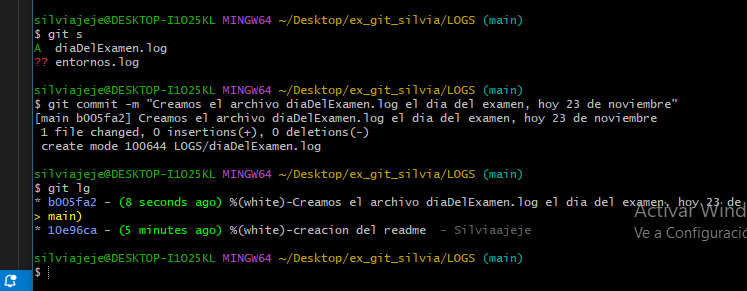 silviajeje@DESKTOP-I1O25KL MINGW64 ~/Desktop/ex_git_silvia/LOGS (main)
$ git s
A  diaDelExamen.log
?? entornos.log
silviajeje@DESKTOP-I1O25KL MINGW64 ~/Desktop/ex_git_silvia/LOGS (main)
$ git commit -m "Creamos el archivo diaDelExamen.log el dia del examen, hoy 23 de noviembre"
[main b005fa2] Creamos el archivo diaDelExamen.log el dia del examen, hoy 23 de noviembre
 1 file changed, 0 insertions(+), 0 deletions(-)
 create mode 100644 LOGS/diaDelExamen.log
silviajeje@DESKTOP-I1O25KL MINGW64 ~/Desktop/ex_git_silvia/LOGS (main)
$ git lg
* b005fa2 - (8 seconds ago) %(white)-Creamos el archivo diaDelExamen.log el dia del examen, hoy 23 de
> main)
* 10e96ca - (5 minutes ago) %(white)-creacion del readme  - Silviaajeje
Activar Wind
Ve a Configuració
silviajeje@DESKTOP-I1O25KL MINGW64 ~/Desktop/ex_git_silvia/LOGS (main)
$